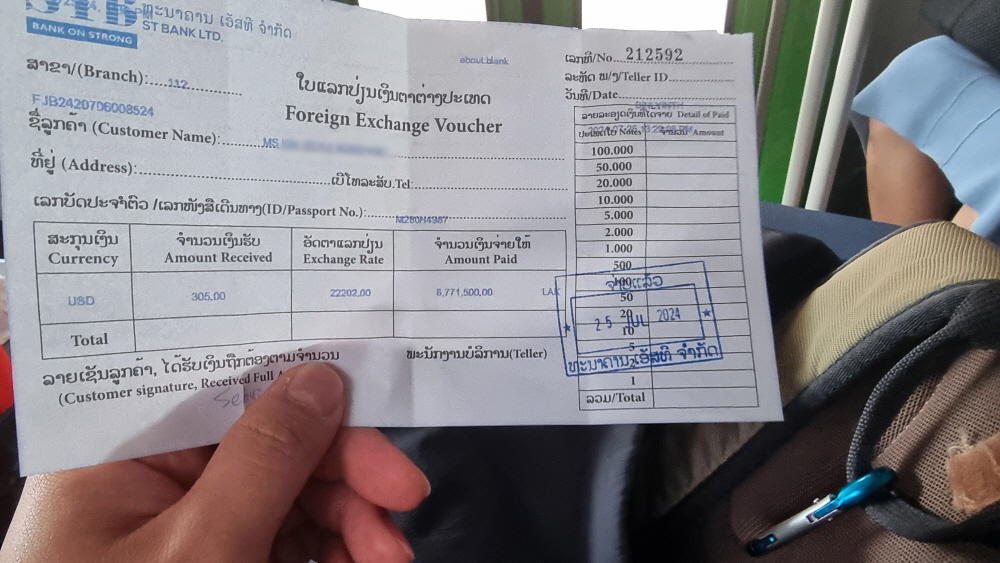 STB
ທະນາຄານ ເອັສທີ ຈຳກັດ
ST BANK LTD,
BANK ON STRONG
about:blank
ເລກທີ/No. 212592
ສາຂາ/(Branch): 112
ລະຫັດ ພ/ງ/Teller ID
ໃບແລກປ່ຽນເງິນຕາຕ່າງປະເທດ
ວັນທີ/Date
FJB2420706008524
Foreign Exchange Voucher
ລາຍລະອຽດເງິນທີ່ໄດ້ຈ່າຍ Detail of Paid
ຊື່ລູກຄ້າ (Customer Name): MS
Notes Amount
ທີ່ຢູ່ (Address): ເບີໂທລະສັບ.Tel:
ເລກບັດປະຈຳຕົວ /ເລກໜັງສືເດີນທາງ(ID/Passport No.):
100.000
50.000
20.000
10.000
5.000
2.000
1.000
500
100
50
20
10
5
2
1
ລວມ/Total
ສະກຸນເງິນ ຈຳນວນເງິນຮັບ ອັດຕາແລກປ່ຽນ ຈຳນວນເງິນຈ່າຍໃຫ້
Currency Amount Received Exchange Rate Amount Paid
USD 305.00 22202.00 6,771,500.00 LAK
Total
ຈ່າຍແລ້ວ
25 JUL 2024
ທະນາຄານ ເອັສທີ ຈຳກັດ
ລາຍເຊັນລູກຄ້າ, ໄດ້ຮັບເງິນຖືກຕ້ອງຕາມຈຳນວນ
ພະນັກງານບໍລິການ(Teller)
(Customer signature, Received Full